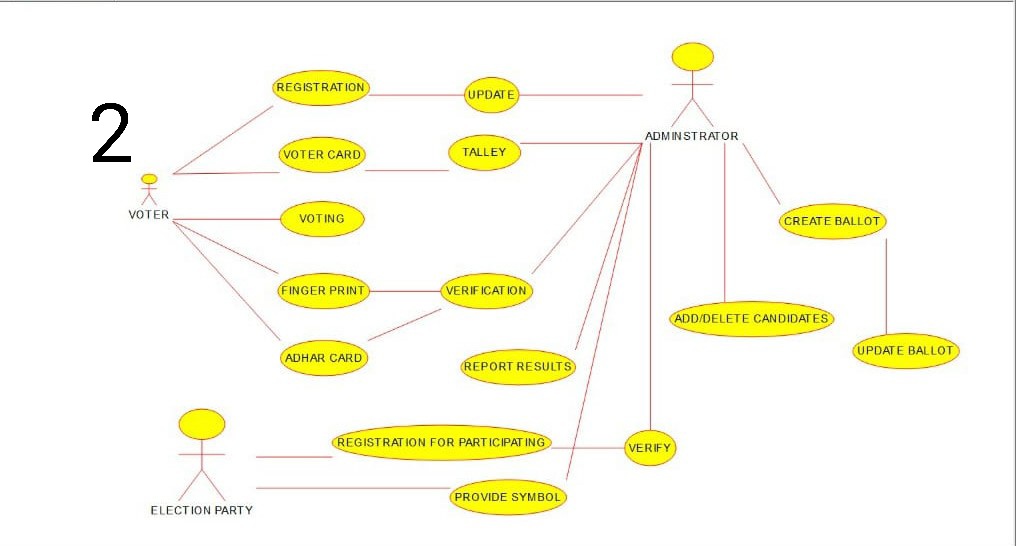 2
REGISTRATION
UPDATE
ADMINSTRATOR
VOTER CARD
TALLEY
VOTER
VOTING
CREATE BALLOT
FINGER PRINT
VERIFICATION
ADD/DELETE CANDIDATES
ADHAR CARD
REPORT RESULTS
UPDATE BALLOT
REGISTRATION FOR PARTICIPATING
VERIFY
PROVIDE SYMBOL
ELECTION PARTY